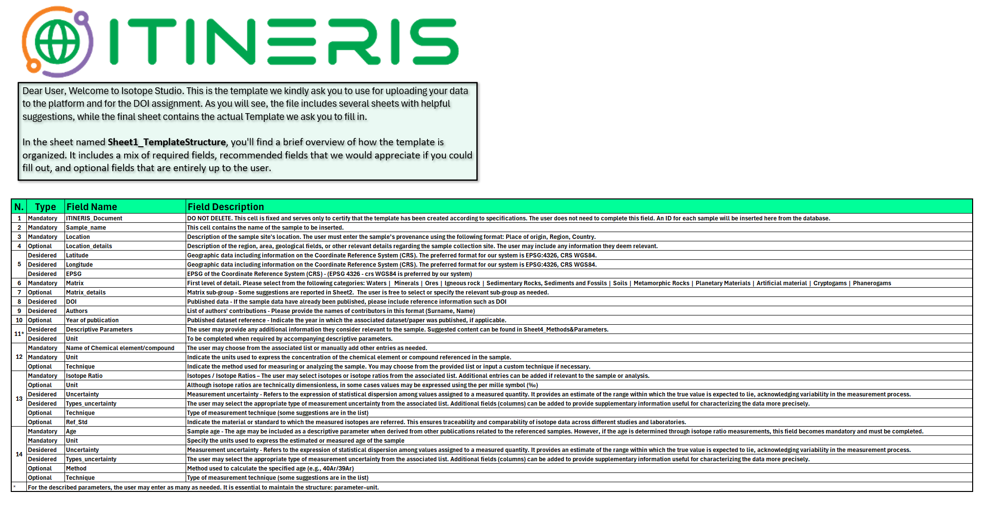 ITINERIS
Dear User, Welcome to Isotope Studio. This is the template we kindly ask you to use for uploading your data
to the platform and for the DOI assignment. As you will see, the file includes several sheets with helpful
suggestions, while the final sheet contains the actual Template we ask you to fill in.
In the sheet named Sheet1_TemplateStructure, you'll find a brief overview of how the template is
organized. It includes a mix of required fields, recommended fields that we would appreciate if you could
fill out, and optional fields that are entirely up to the user.
N. Type Field Name Field Description
1 Mandatory ITINERIS_Document DO NOT DELETE. This cell is fixed and serves only to certify that the template has been created according to specifications. The user does not need to complete this field. An ID for each sample will be inserted here from the database.
2 Mandatory Sample_name This cell contains the name of the sample to be inserted.
3 Mandatory Location Description of the sample site's location. The user must enter the sample’s provenance using the following format: Place of origin, Region, Country.
4 Optional Location_details Description of the region, area, geological fields, or other relevant details regarding the sample collection site. The user may include any information they deem relevant.
Desidered Latitude Geographic data including information on the Coordinate Reference System (CRS). The preferred format for our system is EPSG:4326, CRS WGS84.
5 Desidered Longitude Geographic data including information on the Coordinate Reference System (CRS). The preferred format for our system is EPSG:4326, CRS WGS84.
Desidered EPSG EPSG of the Coordinate Reference System (CRS) - (EPSG 4326 - crs WGS84 is preferred by our system)
6 Mandatory Matrix First level of detail. Please select from the following categories: Waters | Minerals | Ores | Igneous rock | Sedimentary Rocks, Sediments and Fossils | Soils | Metamorphic Rocks | Planetary Materials | Artificial material | Cryptogams | Phanerogams
7 Optional Matrix_details Matrix sub-group - Some suggestions are reported in Sheet2. The user is free to select or specify the relevant sub-group as needed.
8 Desidered DOI Published data - If the sample data have already been published, please include reference information such as DOI
9 Desidered Authors List of authors' contributions - Please provide the names of contributors in this format (Surname, Name)
10 Optional Year of publication Published dataset reference - Indicate the year in which the associated dataset/paper was published, if applicable.
11* Desidered Descriptive Parameters The user may provide any additional information they consider relevant to the sample. Suggested content can be found in Sheet4_Methods&Parameters.
Desidered Unit To be completed when required by accompanying descriptive parameters.
Mandatory Name of Chemical element/compound The user may choose from the associated list or manually add other entries as needed.
12 Mandatory Unit Indicate the units used to express the concentration of the chemical element or compound referenced in the sample.
Optional Technique Indicate the method used for measuring or analyzing the sample. You may choose from the provided list or input a custom technique if necessary.
Mandatory Isotope Ratio Isotopes / Isotope Ratios – The user may select isotopes or isotope ratios from the associated list. Additional entries can be added if relevant to the sample or analysis.
Optional Unit Although isotope ratios are technically dimensionless, in some cases values may be expressed using the per mille symbol (‰)
13 Desidered Uncertainty Measurement uncertainty - Refers to the expression of statistical dispersion among values assigned to a measured quantity. It provides an estimate of the range within which the true value is expected to lie, acknowledging variability in the measurement process.
Desidered Types_uncertainty The user may select the appropriate type of measurement uncertainty from the associated list. Additional fields (columns) can be added to provide supplementary information useful for characterizing the data more precisely.
Optional Technique Type of measurement technique (some suggestions are in the list)
Optional Ref_Std Indicate the material or standard to which the measured isotopes are referred. This ensures traceability and comparability of isotope data across different studies and laboratories.
Mandatory Age Sample age - The age may be included as a descriptive parameter when derived from other publications related to the referenced samples. However, if the age is determined through isotope ratio measurements, this field becomes mandatory and must be completed.
Mandatory Unit Specify the units used to express the estimated or measured age of the sample
14 Desidered Uncertainty Measurement uncertainty - Refers to the expression of statistical dispersion among values assigned to a measured quantity. It provides an estimate of the range within which the true value is expected to lie, acknowledging variability in the measurement process.
Desidered Types_uncertainty The user may select the appropriate type of measurement uncertainty from the associated list. Additional fields (columns) can be added to provide supplementary information useful for characterizing the data more precisely.
Optional Method Method used to calculate the specified age (e.g., 40Ar/39Ar)
Optional Technique Type of measurement technique (some suggestions are in the list)
* For the described parameters, the user may enter as many as needed. It is essential to maintain the structure: parameter–unit.